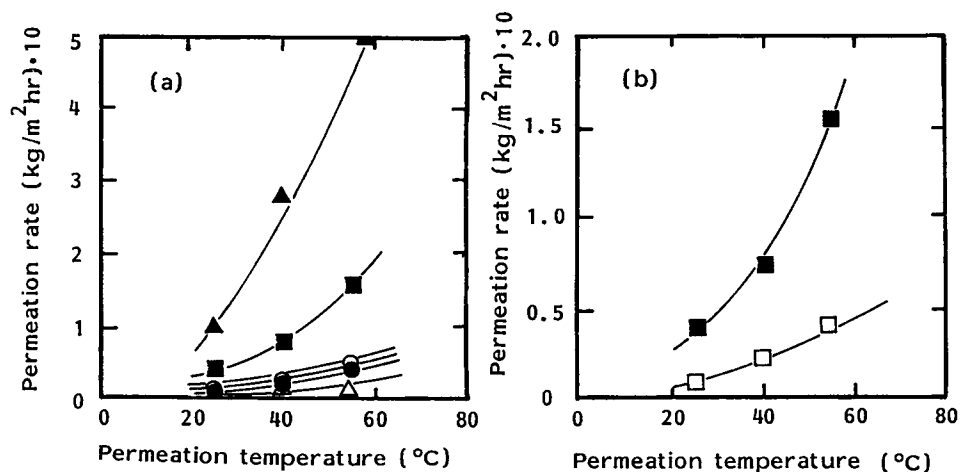 Permeation rate (kg/m²hr)·10
5
4
3
2
1
0
(a)
0 20 40 60 80
Permeation temperature (°C)
Permeation rate (kg/m²hr)·10
2.0
1.5
1.0
0.5
0
(b)
0 20 40 60 80
Permeation temperature (°C)